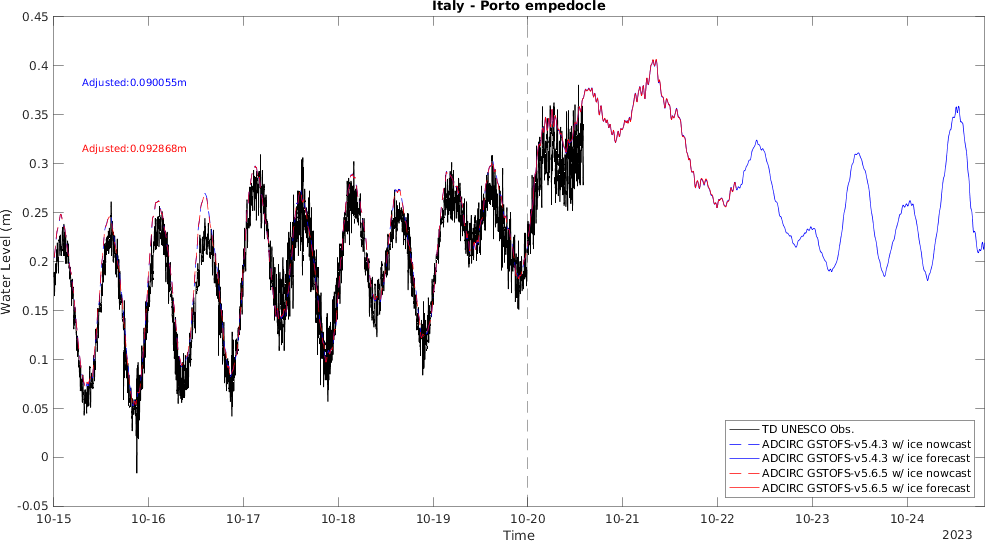 Italy - Porto empedocle
0.45
0.4
0.35
0.3
0.25
0.2
0.15
0.1
0.05
0
-0.05
Water Level (m)
Adjusted:0.090055m
Adjusted:0.092868m
TD UNESCO Obs.
ADCIRC GSTOFS-v5.4.3 w/ ice nowcast
ADCIRC GSTOFS-v5.4.3 w/ ice forecast
ADCIRC GSTOFS-v5.6.5 w/ ice nowcast
ADCIRC GSTOFS-v5.6.5 w/ ice forecast
10-15 10-16 10-17 10-18 10-19 10-20 10-21 10-22 10-23 10-24
Time
2023